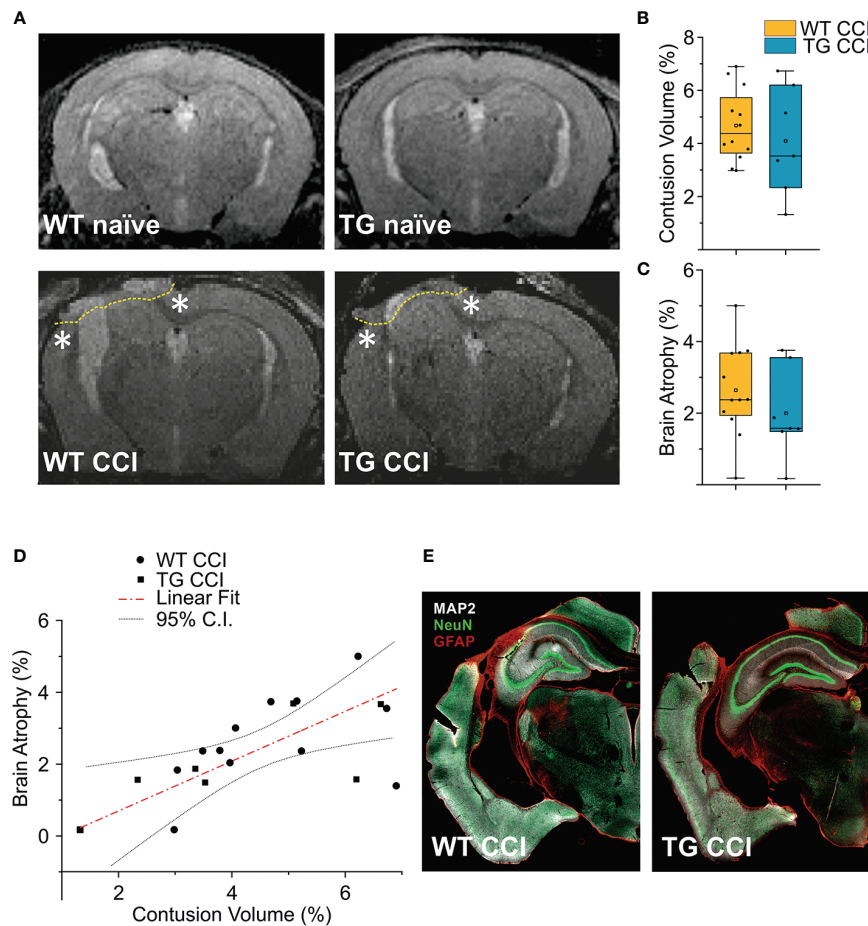 A
WT naïve
TG naïve
*
*
*
*
WT CCI
TG CCI
B
WT CCI
TG CCI
Contusion Volume (%)
8
6
4
2
0
C
Brain Atrophy (%)
6
4
2
0
D
WT CCI
TG CCI
Linear Fit
95% C.I.
Brain Atrophy (%)
6
4
2
0
2
4
6
Contusion Volume (%)
E
MAP2
NeuN
GFAP
WT CCI
TG CCI